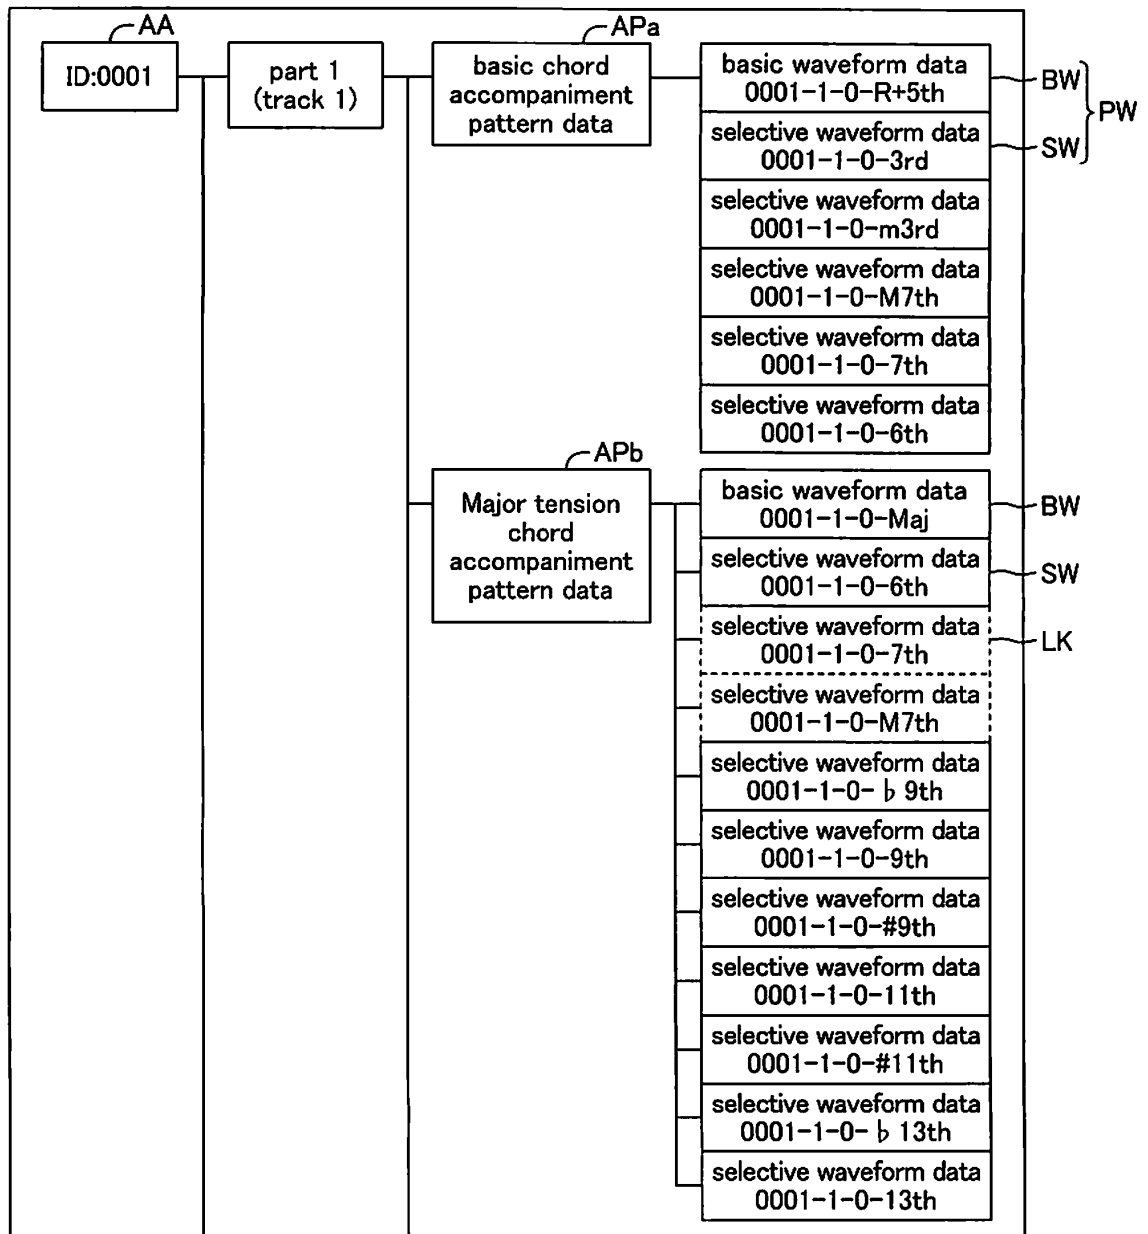 AA
ID:0001
part 1
(track 1)
APa
basic chord
accompaniment
pattern data
basic waveform data
0001-1-0-R+5th
BW
PW
selective waveform data
0001-1-0-3rd
SW
selective waveform data
0001-1-0-m3rd
selective waveform data
0001-1-0-M7th
selective waveform data
0001-1-0-7th
selective waveform data
0001-1-0-6th
APb
Major tension
chord
accompaniment
pattern data
basic waveform data
0001-1-0-Maj
BW
selective waveform data
0001-1-0-6th
SW
selective waveform data
0001-1-0-7th
LK
selective waveform data
0001-1-0-M7th
selective waveform data
0001-1-0-♭9th
selective waveform data
0001-1-0-9th
selective waveform data
0001-1-0-#9th
selective waveform data
0001-1-0-11th
selective waveform data
0001-1-0-#11th
selective waveform data
0001-1-0-♭13th
selective waveform data
0001-1-0-13th